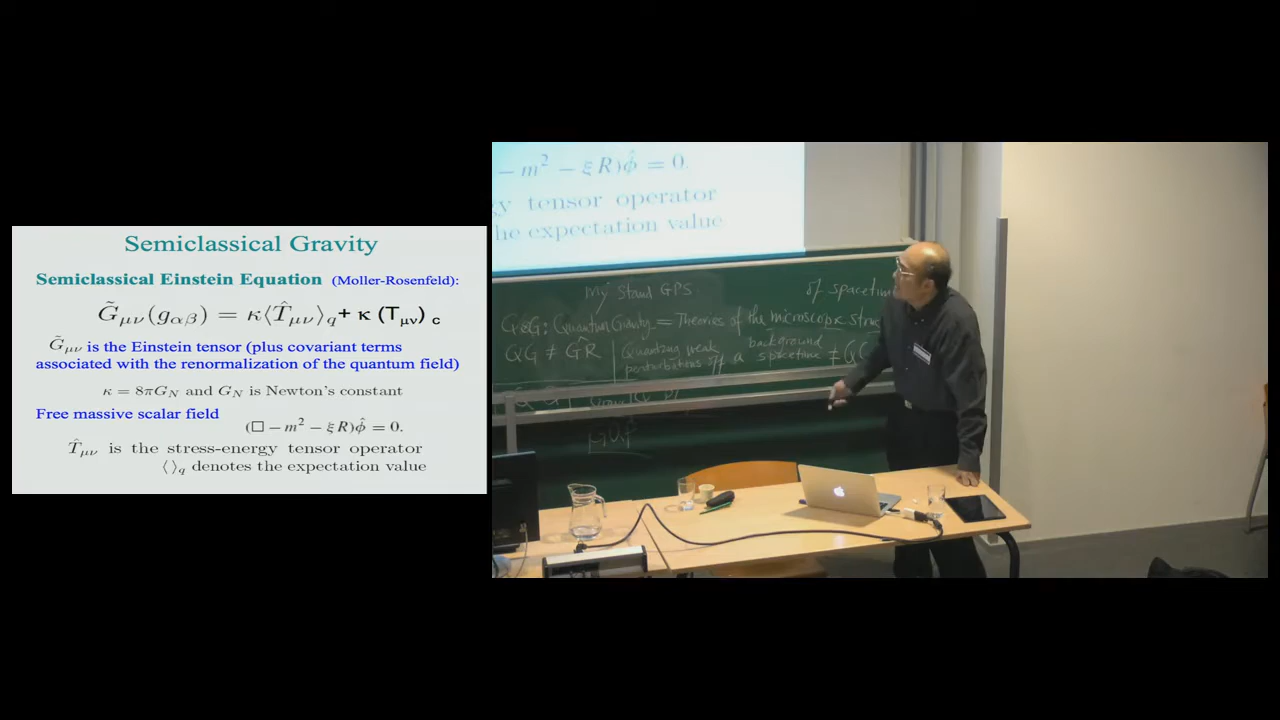 Semiclassical Gravity
Semiclassical Einstein Equation (Moller-Rosenfeld):
G̃μν(gαβ) = κ⟨T̂μν⟩q + κ (Tμν) c
G̃μν is the Einstein tensor (plus covariant terms
associated with the renormalization of the quantum field)
κ = 8πGN and GN is Newton's constant
Free massive scalar field
(□ − m² − ξR)ϕ̂ = 0.
T̂μν is the stress-energy tensor operator
⟨ ⟩q denotes the expectation value
− m² − ξR)ϕ̂ = 0.
gy tensor operator
he expectation value
My Stand GPS
of spacetim
QG: Quantum Gravity = Theories of the microscopic struc
QG ≠ GR̂
Quantizing weak
perturbations off a background
spacetime ≠ QG